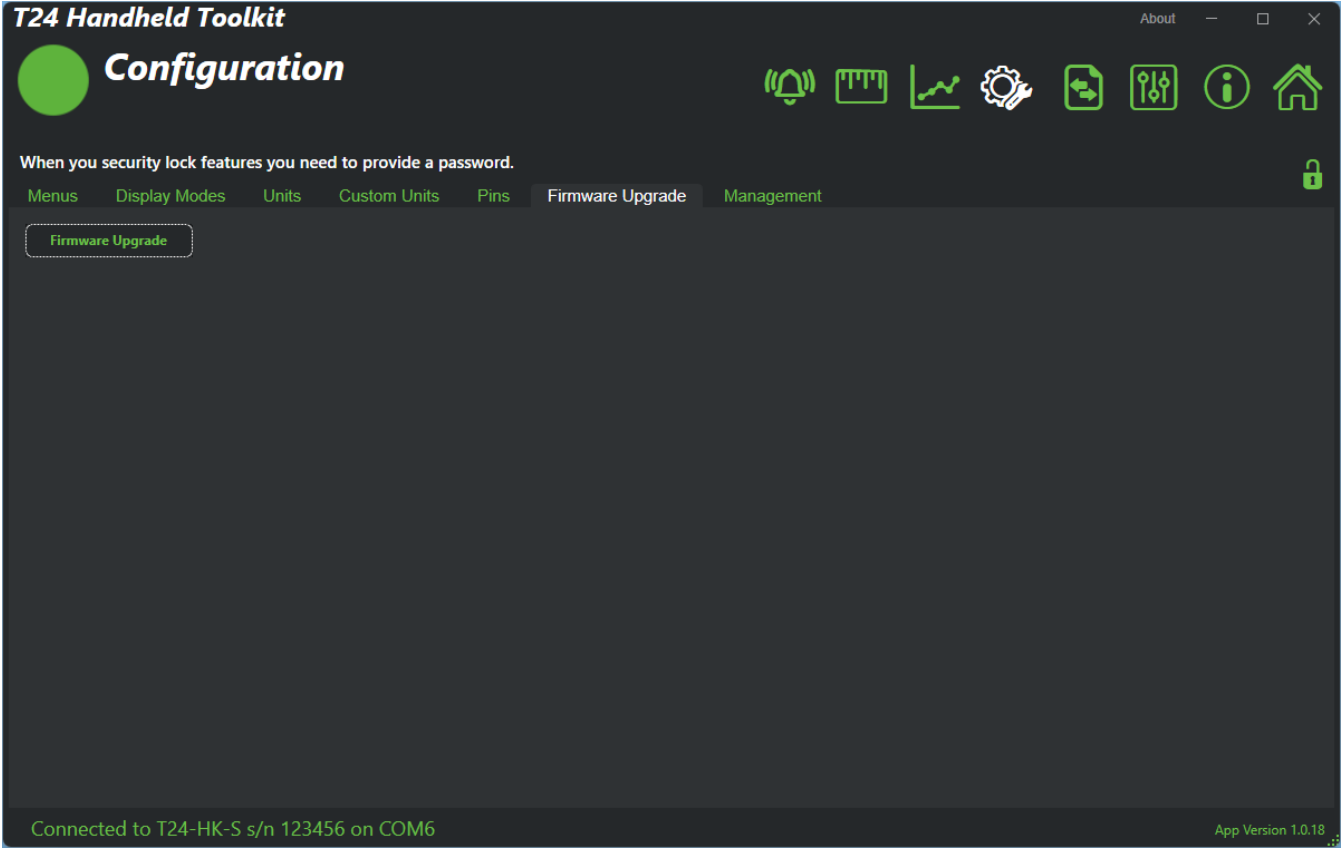 T24 Handheld Toolkit
About
Configuration
When you security lock features you need to provide a password.
Menus Display Modes Units Custom Units Pins Firmware Upgrade Management
Firmware Upgrade
Connected to T24-HK-S s/n 123456 on COM6
App Version 1.0.18